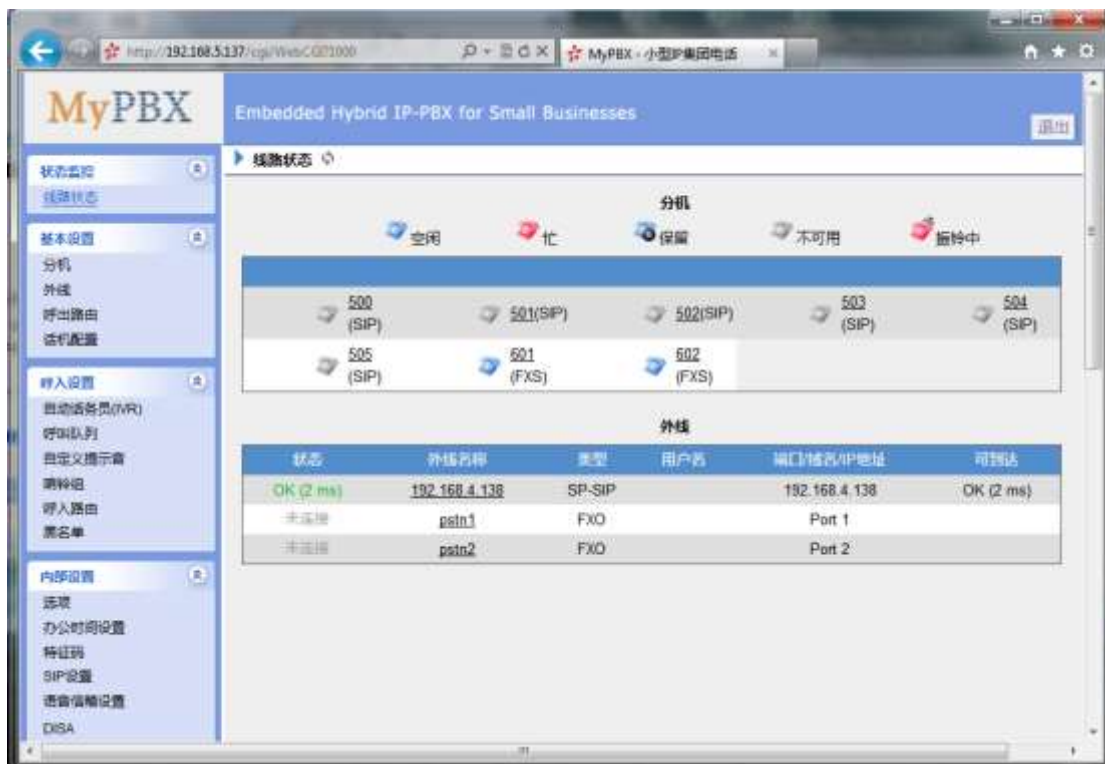 http://192.168.5.137/cgi/WebCGI?1000
MyPBX - 小型IP集团电话
MyPBX
Embedded Hybrid IP-PBX for Small Businesses
退出
状态监控
线路状态
基本设置
分机
外线
呼出路由
话机配置
呼入设置
自动话务员(IVR)
呼叫队列
自定义提示音
响铃组
呼入路由
黑名单
内部设置
选项
办公时间设置
特征码
SIP设置
语音信箱设置
DISA
线路状态
分机
空闲 忙 保留 不可用 振铃中
500 (SIP) 501(SIP) 502(SIP) 503 (SIP) 504 (SIP)
505 (SIP) 601 (FXS) 602 (FXS)
外线
状态 外线名称 类型 用户名 端口/域名/IP地址 可到达
OK (2 ms) 192.168.4.138 SP-SIP 192.168.4.138 OK (2 ms)
未连接 pstn1 FXO Port 1
未连接 pstn2 FXO Port 2